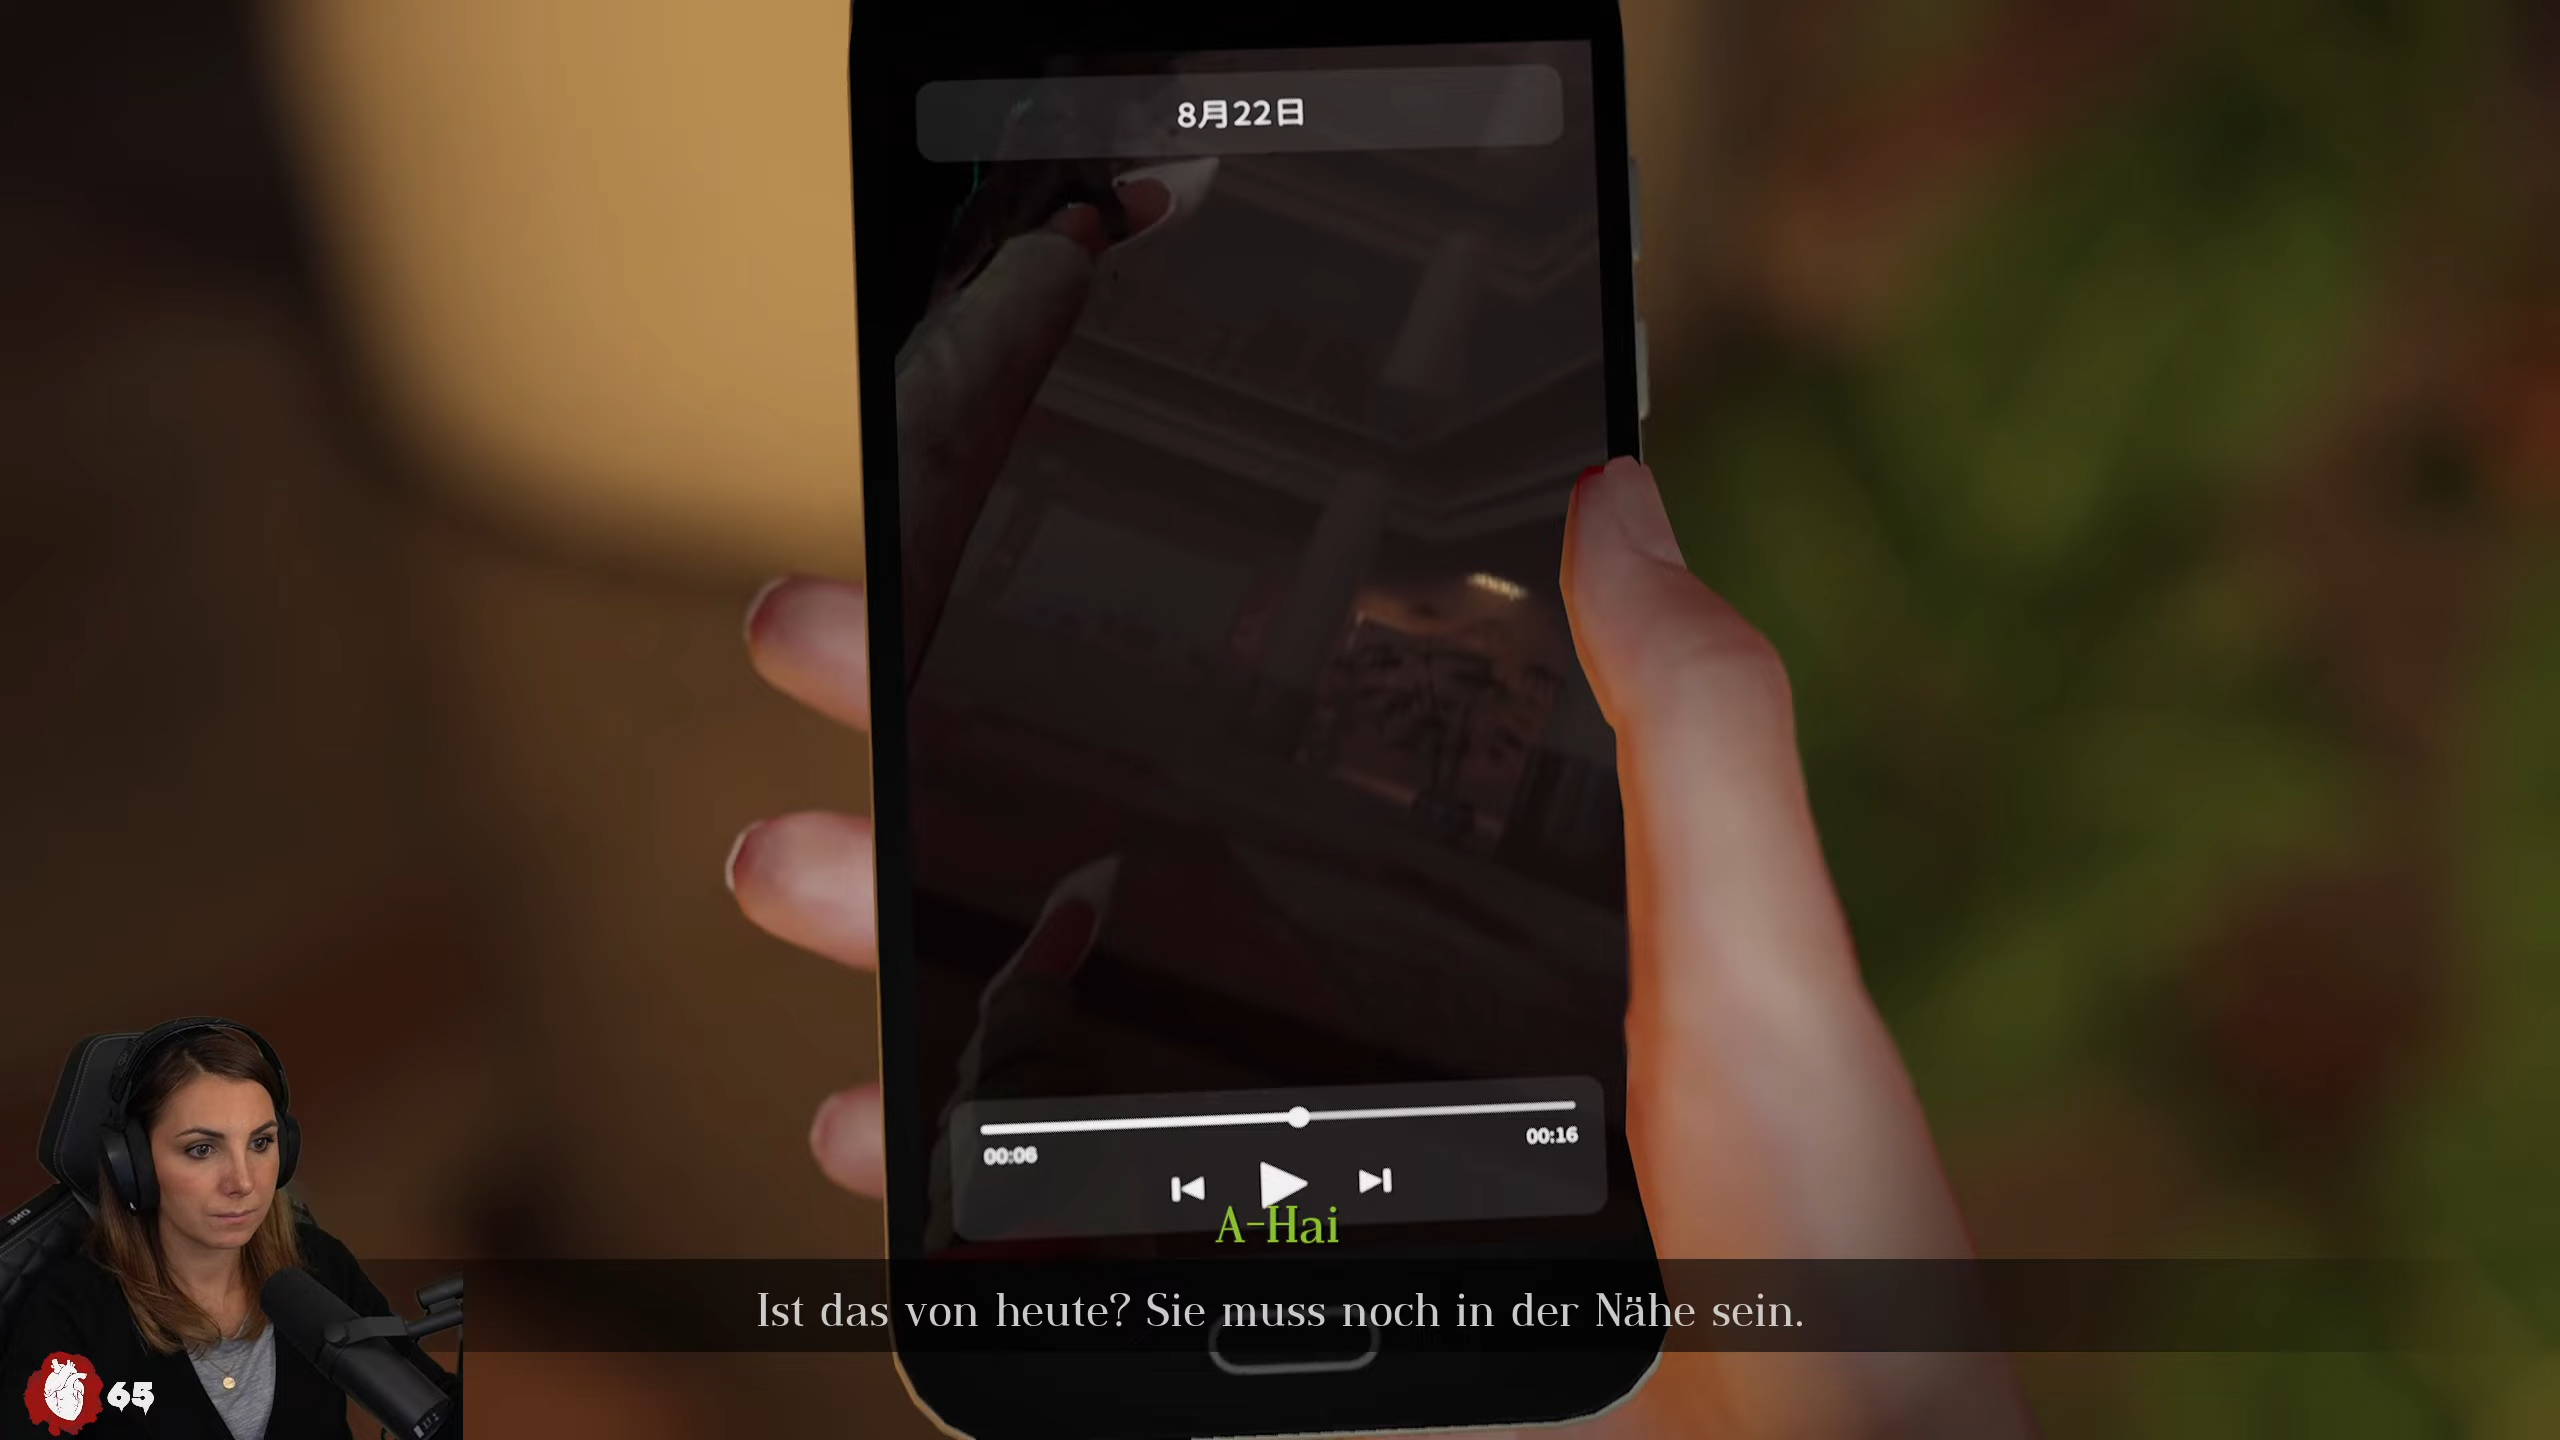 8月22日
00:06
00:16
A-Hai
Ist das von heute? Sie muss noch in der Nähe sein.
65